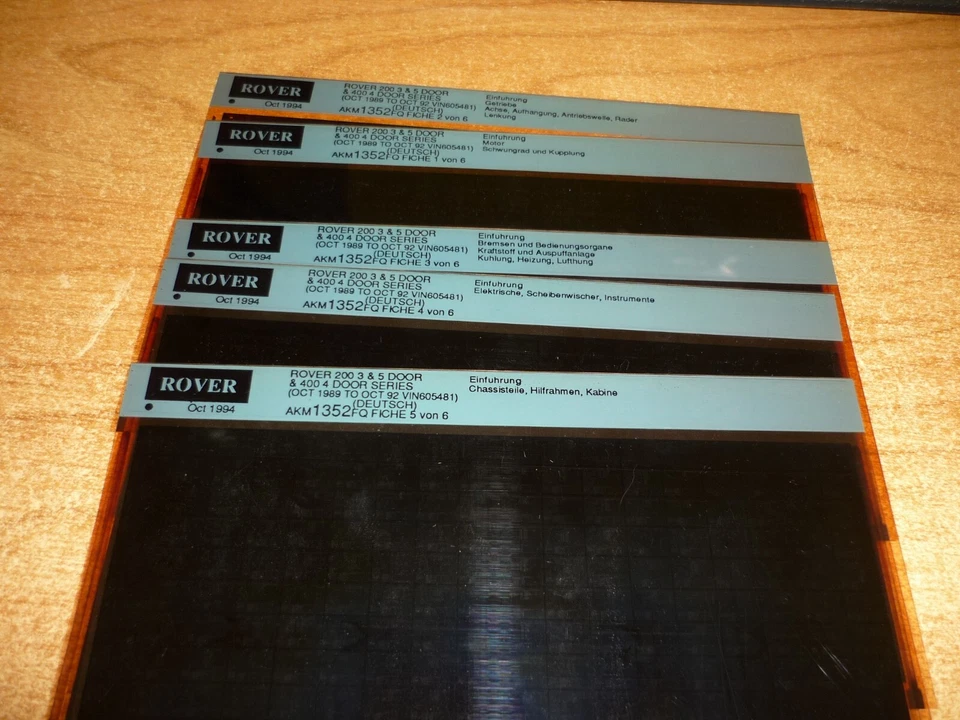 ROVER
Oct 1994
ROVER 200 3 & 5 DOOR
& 400 4 DOOR SERIES
(OCT 1989 TO OCT 92 VIN605481)
(DEUTSCH)
AKM1352FQ FICHE 2 von 6
Einfuhrung
Getriebe
Achse, Aufhangung, Antriebswelle, Rader
Lenkung
ROVER
Oct 1994
ROVER 200 3 & 5 DOOR
& 400 4 DOOR SERIES
(OCT 1989 TO OCT 92 VIN605481)
(DEUTSCH)
AKM1352FQ FICHE 1 von 6
Einfuhrung
Motor
Schwungrad und Kupplung
ROVER
Oct 1994
ROVER 200 3 & 5 DOOR
& 400 4 DOOR SERIES
(OCT 1989 TO OCT 92 VIN605481)
(DEUTSCH)
AKM1352FQ FICHE 3 von 6
Einfuhrung
Bremsen und Bedienungsorgane
Kraftstoff und Auspuffanlage
Kuhlung, Heizung, Lufthung
ROVER
Oct 1994
ROVER 200 3 & 5 DOOR
& 400 4 DOOR SERIES
(OCT 1989 TO OCT 92 VIN605481)
(DEUTSCH)
AKM1352FQ FICHE 4 von 6
Einfuhrung
Elektrische, Scheibenwischer, Instrumente
ROVER
Oct 1994
ROVER 200 3 & 5 DOOR
& 400 4 DOOR SERIES
(OCT 1989 TO OCT 92 VIN605481)
(DEUTSCH)
AKM1352FQ FICHE 5 von 6
Einfuhrung
Chassisteile, Hilfrahmen, Kabine